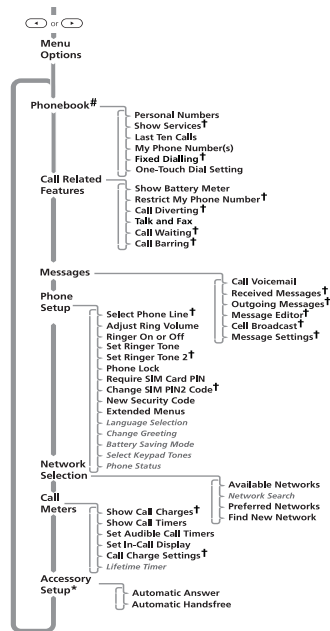 or
Menu
Options
Phonebook#
Personal Numbers
Show Services†
Last Ten Calls
My Phone Number(s)
Fixed Dialling†
One-Touch Dial Setting
Call Related
Features
Show Battery Meter
Restrict My Phone Number†
Call Diverting†
Talk and Fax
Call Waiting†
Call Barring†
Messages
Call Voicemail
Received Messages†
Outgoing Messages†
Message Editor†
Cell Broadcast†
Message Settings†
Phone
Setup
Select Phone Line†
Adjust Ring Volume
Ringer On or Off
Set Ringer Tone
Set Ringer Tone 2†
Phone Lock
Require SIM Card PIN
Change SIM PIN2 Code†
New Security Code
Extended Menus
Language Selection
Change Greeting
Battery Saving Mode
Select Keypad Tones
Phone Status
Network
Selection
Available Networks
Network Search
Preferred Networks
Find New Network
Call
Meters
Show Call Charges†
Show Call Timers
Set Audible Call Timers
Set In-Call Display
Call Charge Settings†
Lifetime Timer
Accessory
Setup*
Automatic Answer
Automatic Handsfree